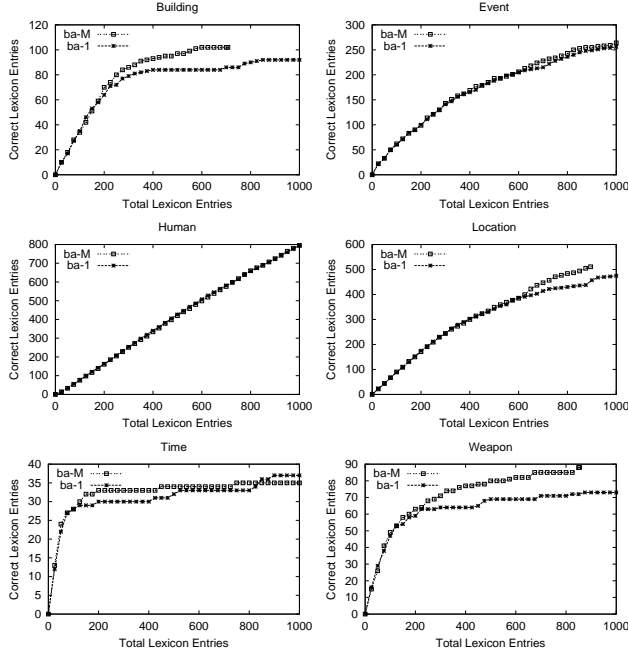 Building
Correct Lexicon Entries
120
100
80
60
40
20
0
ba-M
ba-1
0 200 400 600 800 1000
Total Lexicon Entries
Event
Correct Lexicon Entries
300
250
200
150
100
50
0
ba-M
ba-1
0 200 400 600 800 1000
Total Lexicon Entries
Human
Correct Lexicon Entries
800
700
600
500
400
300
200
100
0
ba-M
ba-1
0 200 400 600 800 1000
Total Lexicon Entries
Location
Correct Lexicon Entries
600
500
400
300
200
100
0
ba-M
ba-1
0 200 400 600 800 1000
Total Lexicon Entries
Time
Correct Lexicon Entries
40
35
30
25
20
15
10
5
0
ba-M
ba-1
0 200 400 600 800 1000
Total Lexicon Entries
Weapon
Correct Lexicon Entries
90
80
70
60
50
40
30
20
10
0
ba-M
ba-1
0 200 400 600 800 1000
Total Lexicon Entries